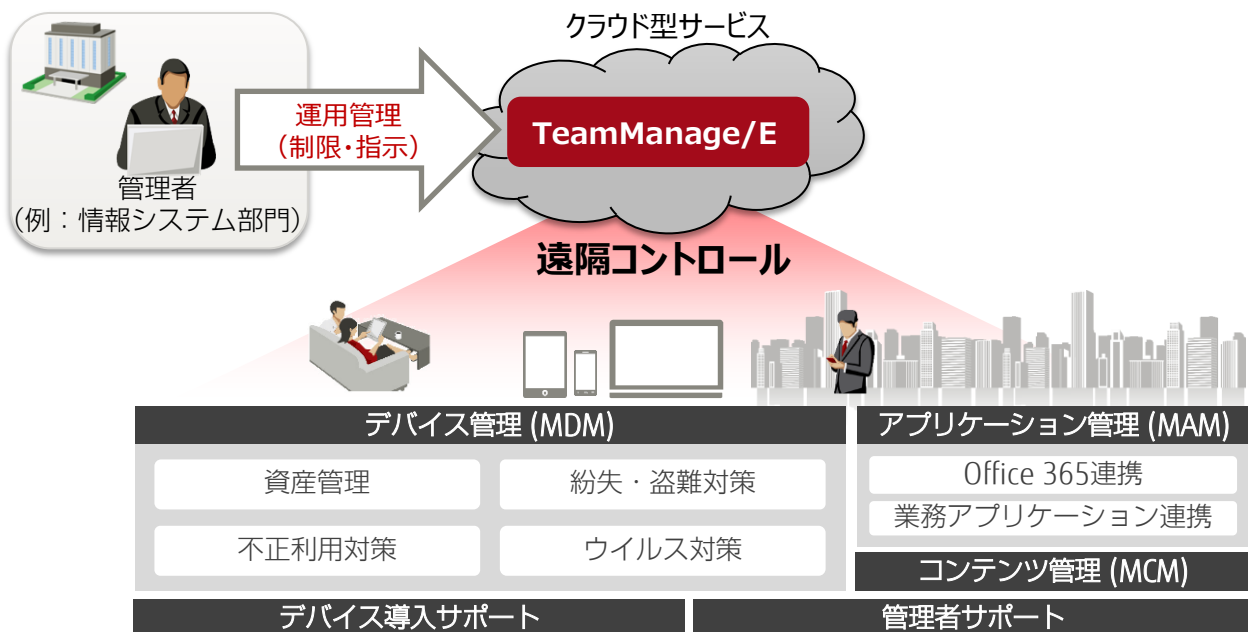 クラウド型サービス
TeamManage/E
運用管理
(制限・指示)
管理者
(例：情報システム部門)
遠隔コントロール
デバイス管理 (MDM)
資産管理
紛失・盗難対策
不正利用対策
ウイルス対策
アプリケーション管理 (MAM)
Office 365連携
業務アプリケーション連携
コンテンツ管理 (MCM)
デバイス導入サポート
管理者サポート